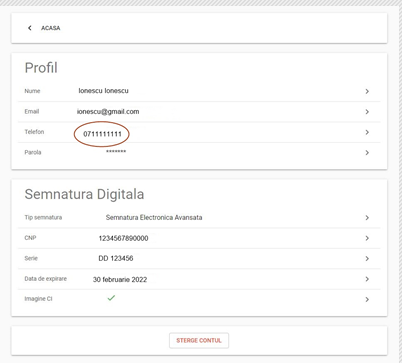 ACASA
Profil
Nume Ionescu Ionescu
Email ionescu@gmail.com
Telefon 0711111111
Parola *******
Semnatura Digitala
Tip semnatura Semnatura Electronica Avansata
CNP 1234567890000
Serie DD 123456
Data de expirare 30 februarie 2022
Imagine CI
STERGE CONTUL